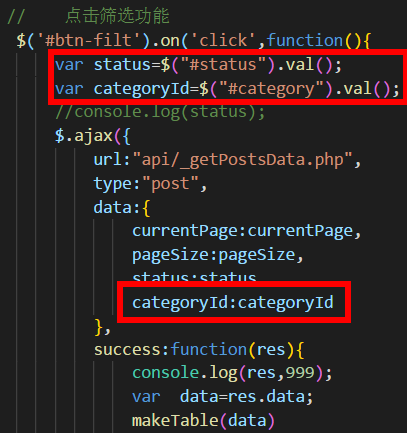 //    点击筛选功能
$('#btn-filt').on('click',function(){
var status=$("#status").val();
var categoryId=$("#category").val();
//console.log(status);
$.ajax({
url:"api/_getPostsData.php",
type:"post",
data:{
currentPage:currentPage,
pageSize:pageSize,
status:status
categoryId:categoryId
},
success:function(res){
console.log(res,999);
var  data=res.data;
makeTable(data)